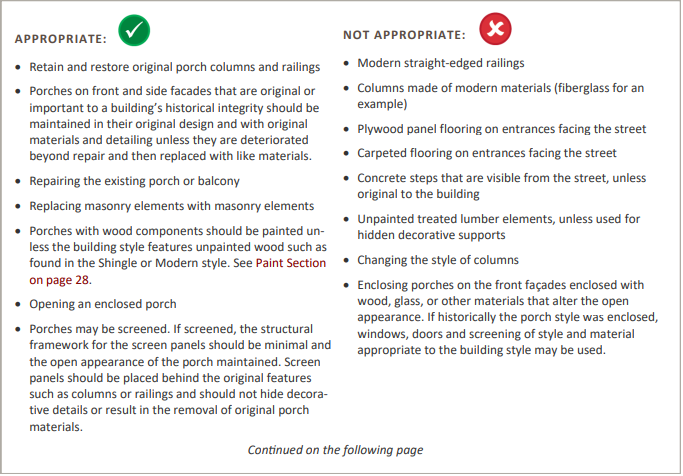 APPROPRIATE:
• Retain and restore original porch columns and railings
• Porches on front and side facades that are original or
important to a building’s historical integrity should be
maintained in their original design and with original
materials and detailing unless they are deteriorated
beyond repair and then replaced with like materials.
• Repairing the existing porch or balcony
• Replacing masonry elements with masonry elements
• Porches with wood components should be painted un-
less the building style features unpainted wood such as
found in the Shingle or Modern style. See Paint Section
on page 28.
• Opening an enclosed porch
• Porches may be screened. If screened, the structural
framework for the screen panels should be minimal and
the open appearance of the porch maintained. Screen
panels should be placed behind the original features
such as columns or railings and should not hide decora-
tive details or result in the removal of original porch
materials.
NOT APPROPRIATE:
• Modern straight-edged railings
• Columns made of modern materials (fiberglass for an
example)
• Plywood panel flooring on entrances facing the street
• Carpeted flooring on entrances facing the street
• Concrete steps that are visible from the street, unless
original to the building
• Unpainted treated lumber elements, unless used for
hidden decorative supports
• Changing the style of columns
• Enclosing porches on the front façades enclosed with
wood, glass, or other materials that alter the open
appearance. If historically the porch style was enclosed,
windows, doors and screening of style and material
appropriate to the building style may be used.
Continued on the following page